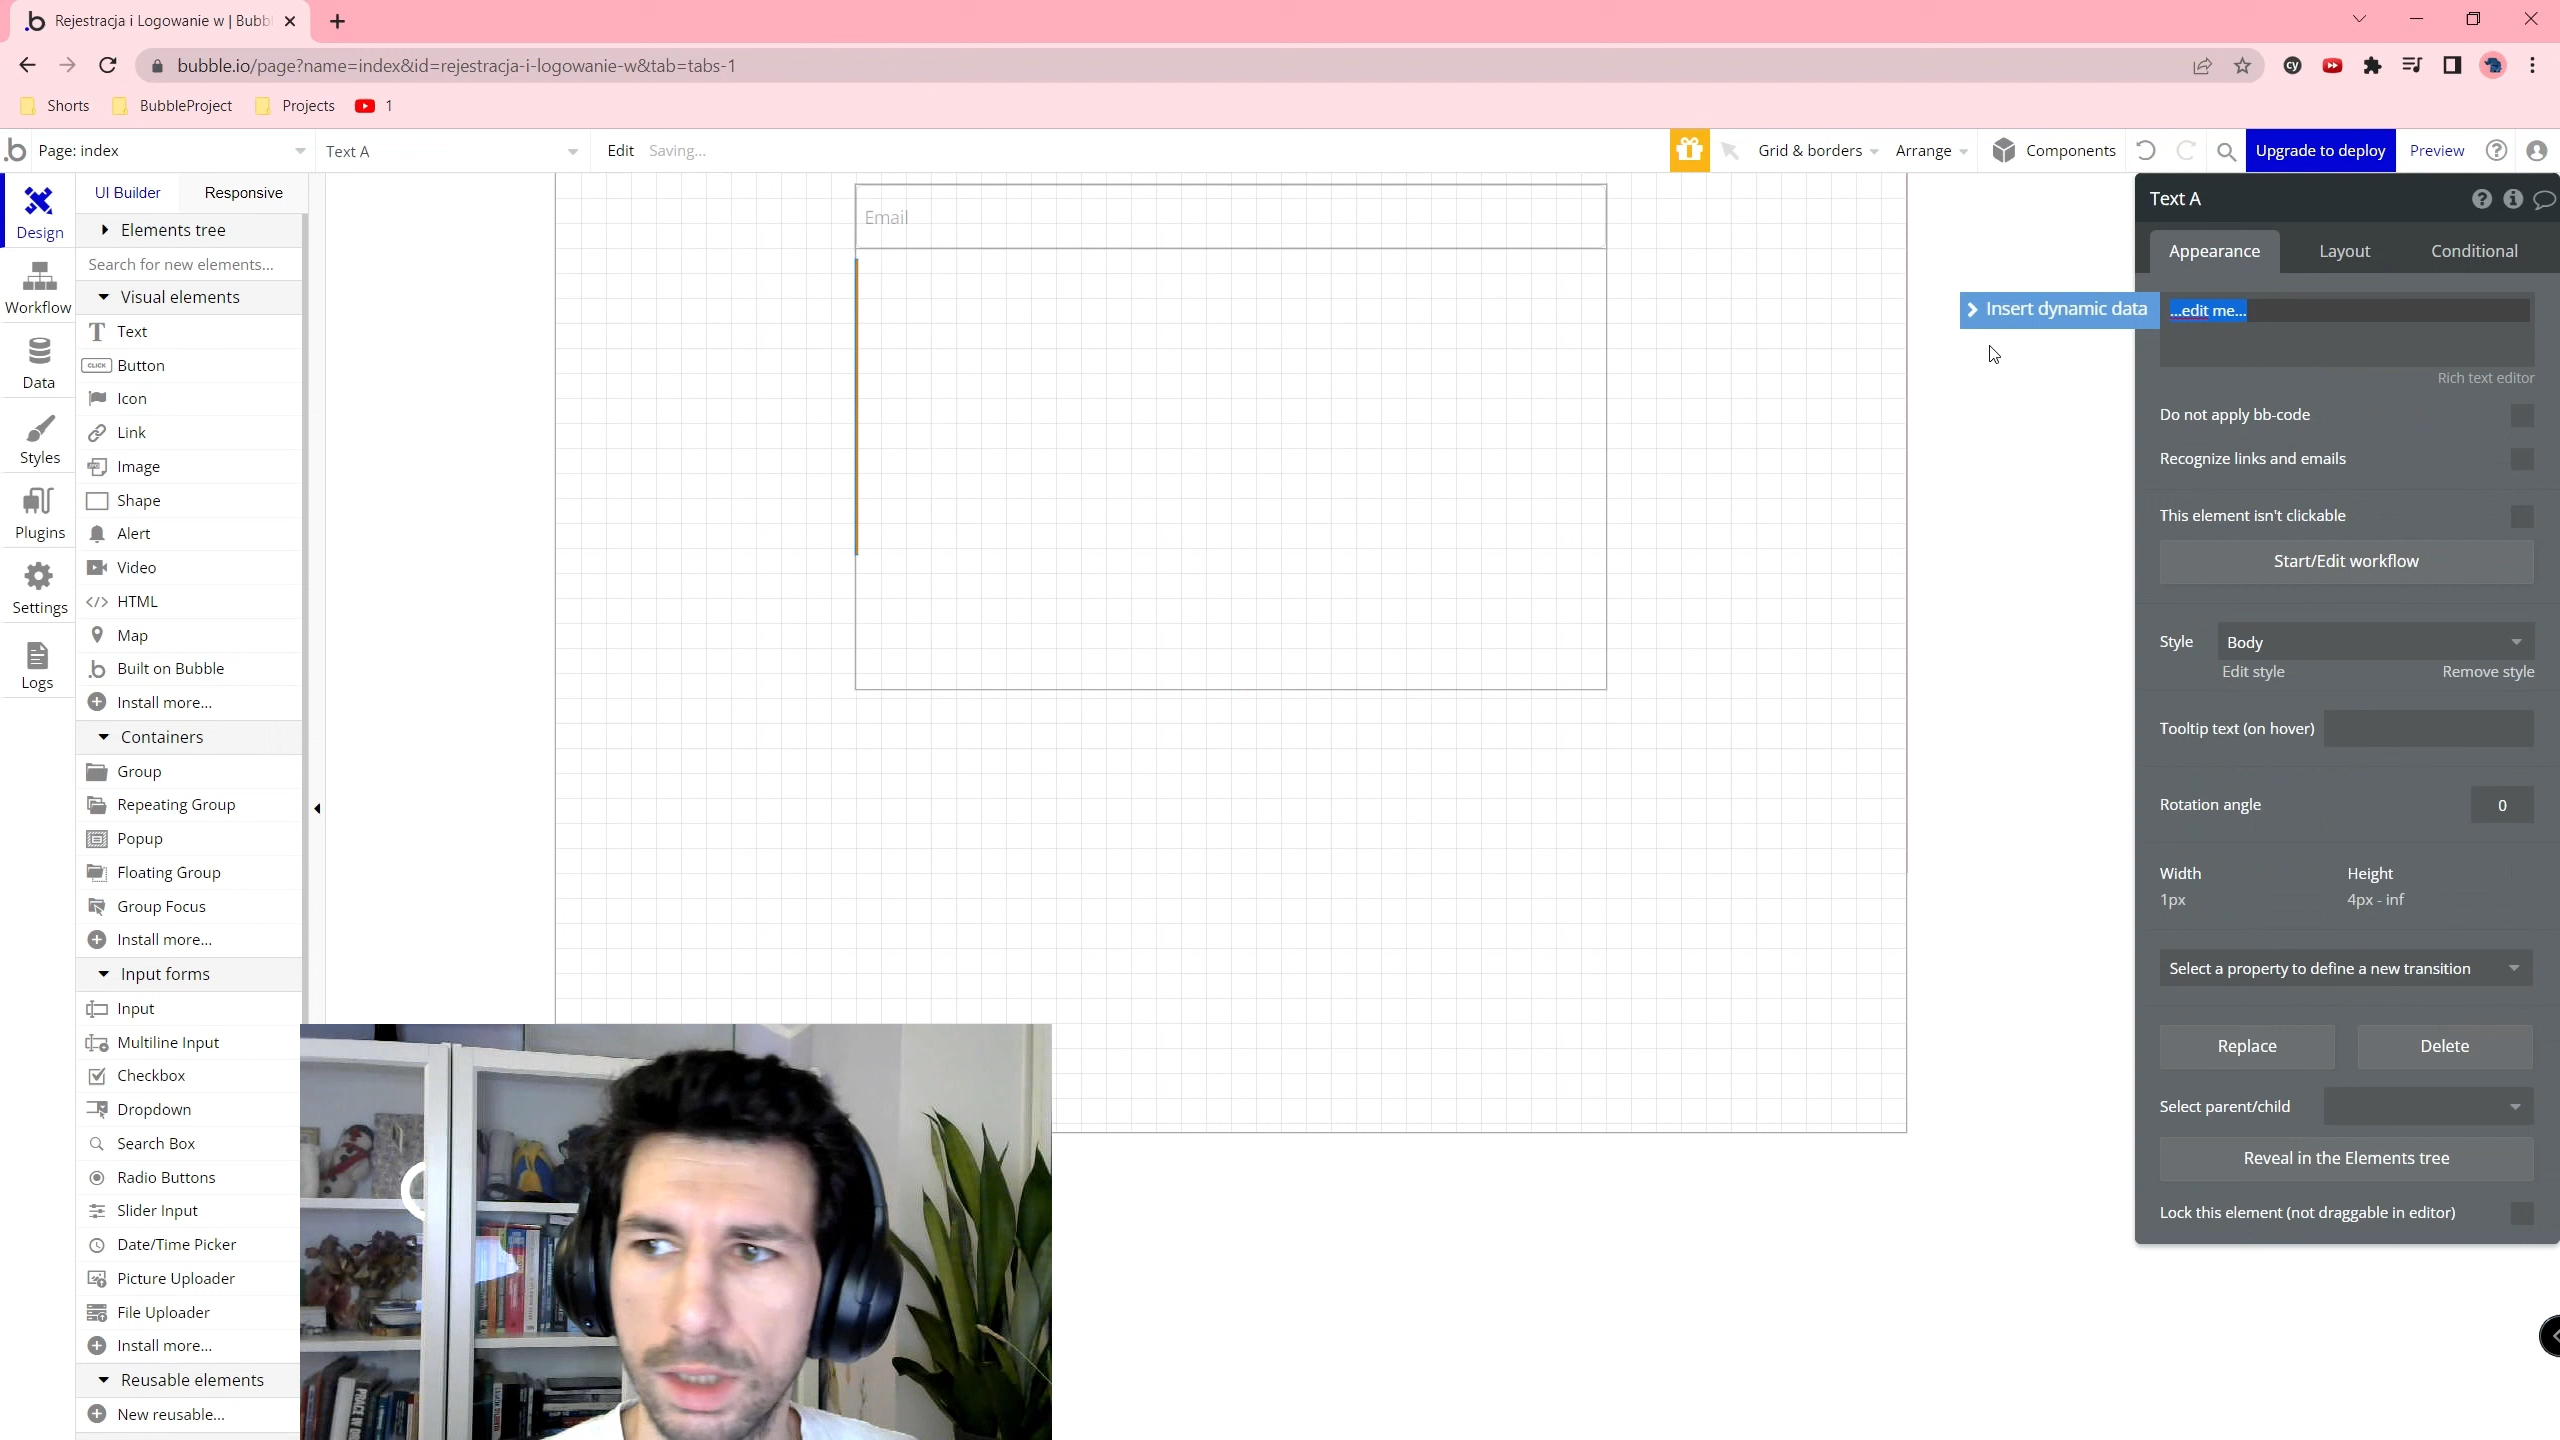 Rejestracja i Logowanie w | Bubb
bubble.io/page?name=index&id=rejestracja-i-logowanie-w&tab=tabs-1
Shorts
BubbleProject
Projects
1
Page: index
Text A
Edit
Saving...
Grid & borders
Arrange
Components
Upgrade to deploy
Preview
UI Builder
Responsive
Design
Workflow
Data
Styles
Plugins
Settings
Logs
Elements tree
Search for new elements...
Visual elements
Text
CLICK
Button
Icon
Link
Image
Shape
Alert
Video
HTML
Map
Built on Bubble
Install more...
Containers
Group
Repeating Group
Popup
Floating Group
Group Focus
Install more...
Input forms
Input
Multiline Input
Checkbox
Dropdown
Search Box
Radio Buttons
Slider Input
Date/Time Picker
Picture Uploader
File Uploader
Install more...
Reusable elements
New reusable...
Email
Text A
Appearance
Layout
Conditional
Insert dynamic data
...edit me...
Rich text editor
Do not apply bb-code
Recognize links and emails
This element isn't clickable
Start/Edit workflow
Style
Body
Edit style
Remove style
Tooltip text (on hover)
Rotation angle
0
Width
Height
1px
4px - inf
Select a property to define a new transition
Replace
Delete
Select parent/child
Reveal in the Elements tree
Lock this element (not draggable in editor)